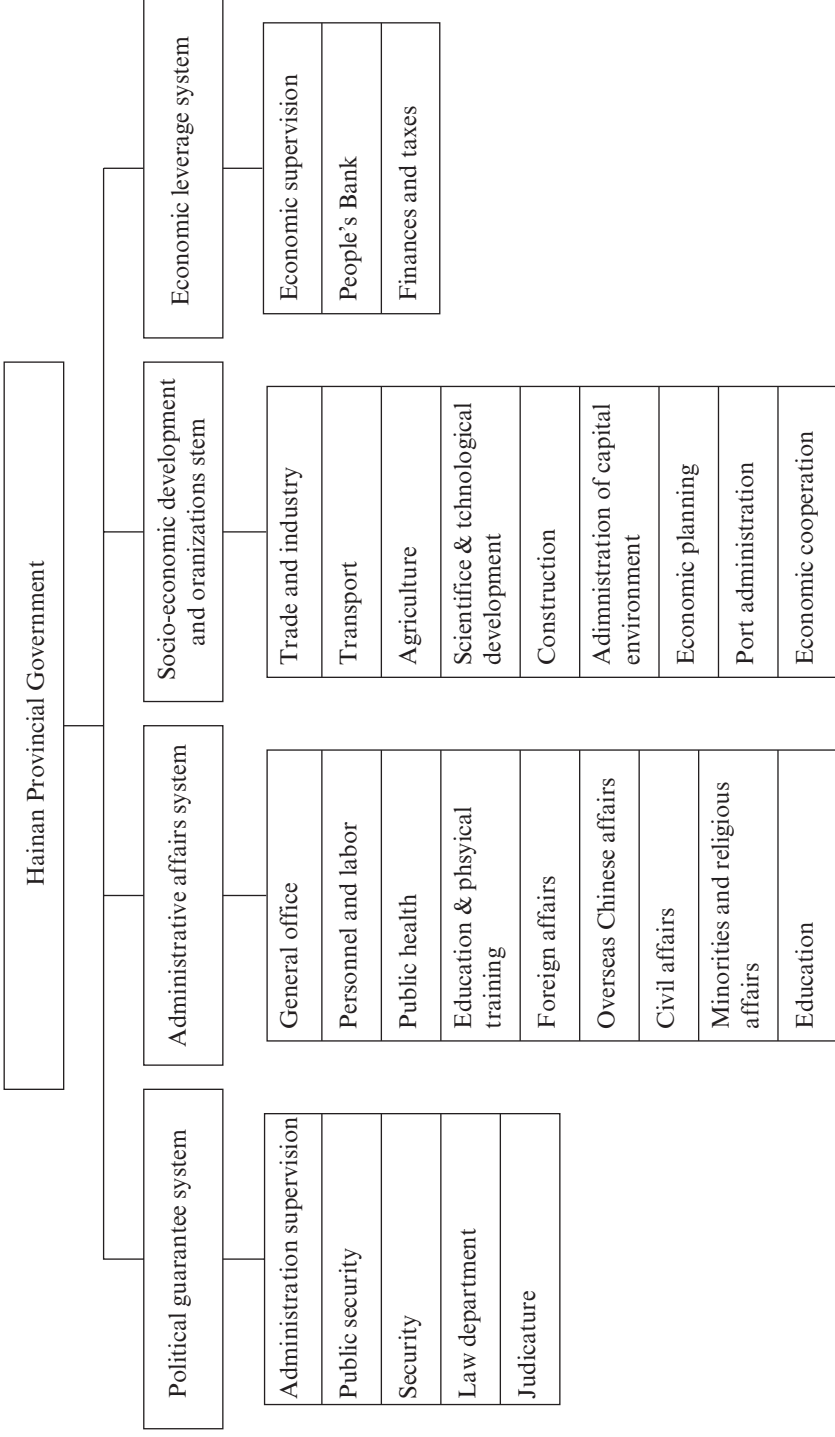 Hainan Provincial Government
Political guarantee system
Administration supervision
Public security
Security
Law department
Judicature
Administrative affairs system
General office
Personnel and labor
Public health
Education & phsyical
training
Foreign affairs
Overseas Chinese affairs
Civil affairs
Minorities and religious
affairs
Education
Socio-economic development
and oranizations stem
Trade and industry
Transport
Agriculture
Scientifice & tchnological
development
Construction
Adimnistration of capital
environment
Economic planning
Port administration
Economic cooperation
Economic leverage system
Economic supervision
People's Bank
Finances and taxes